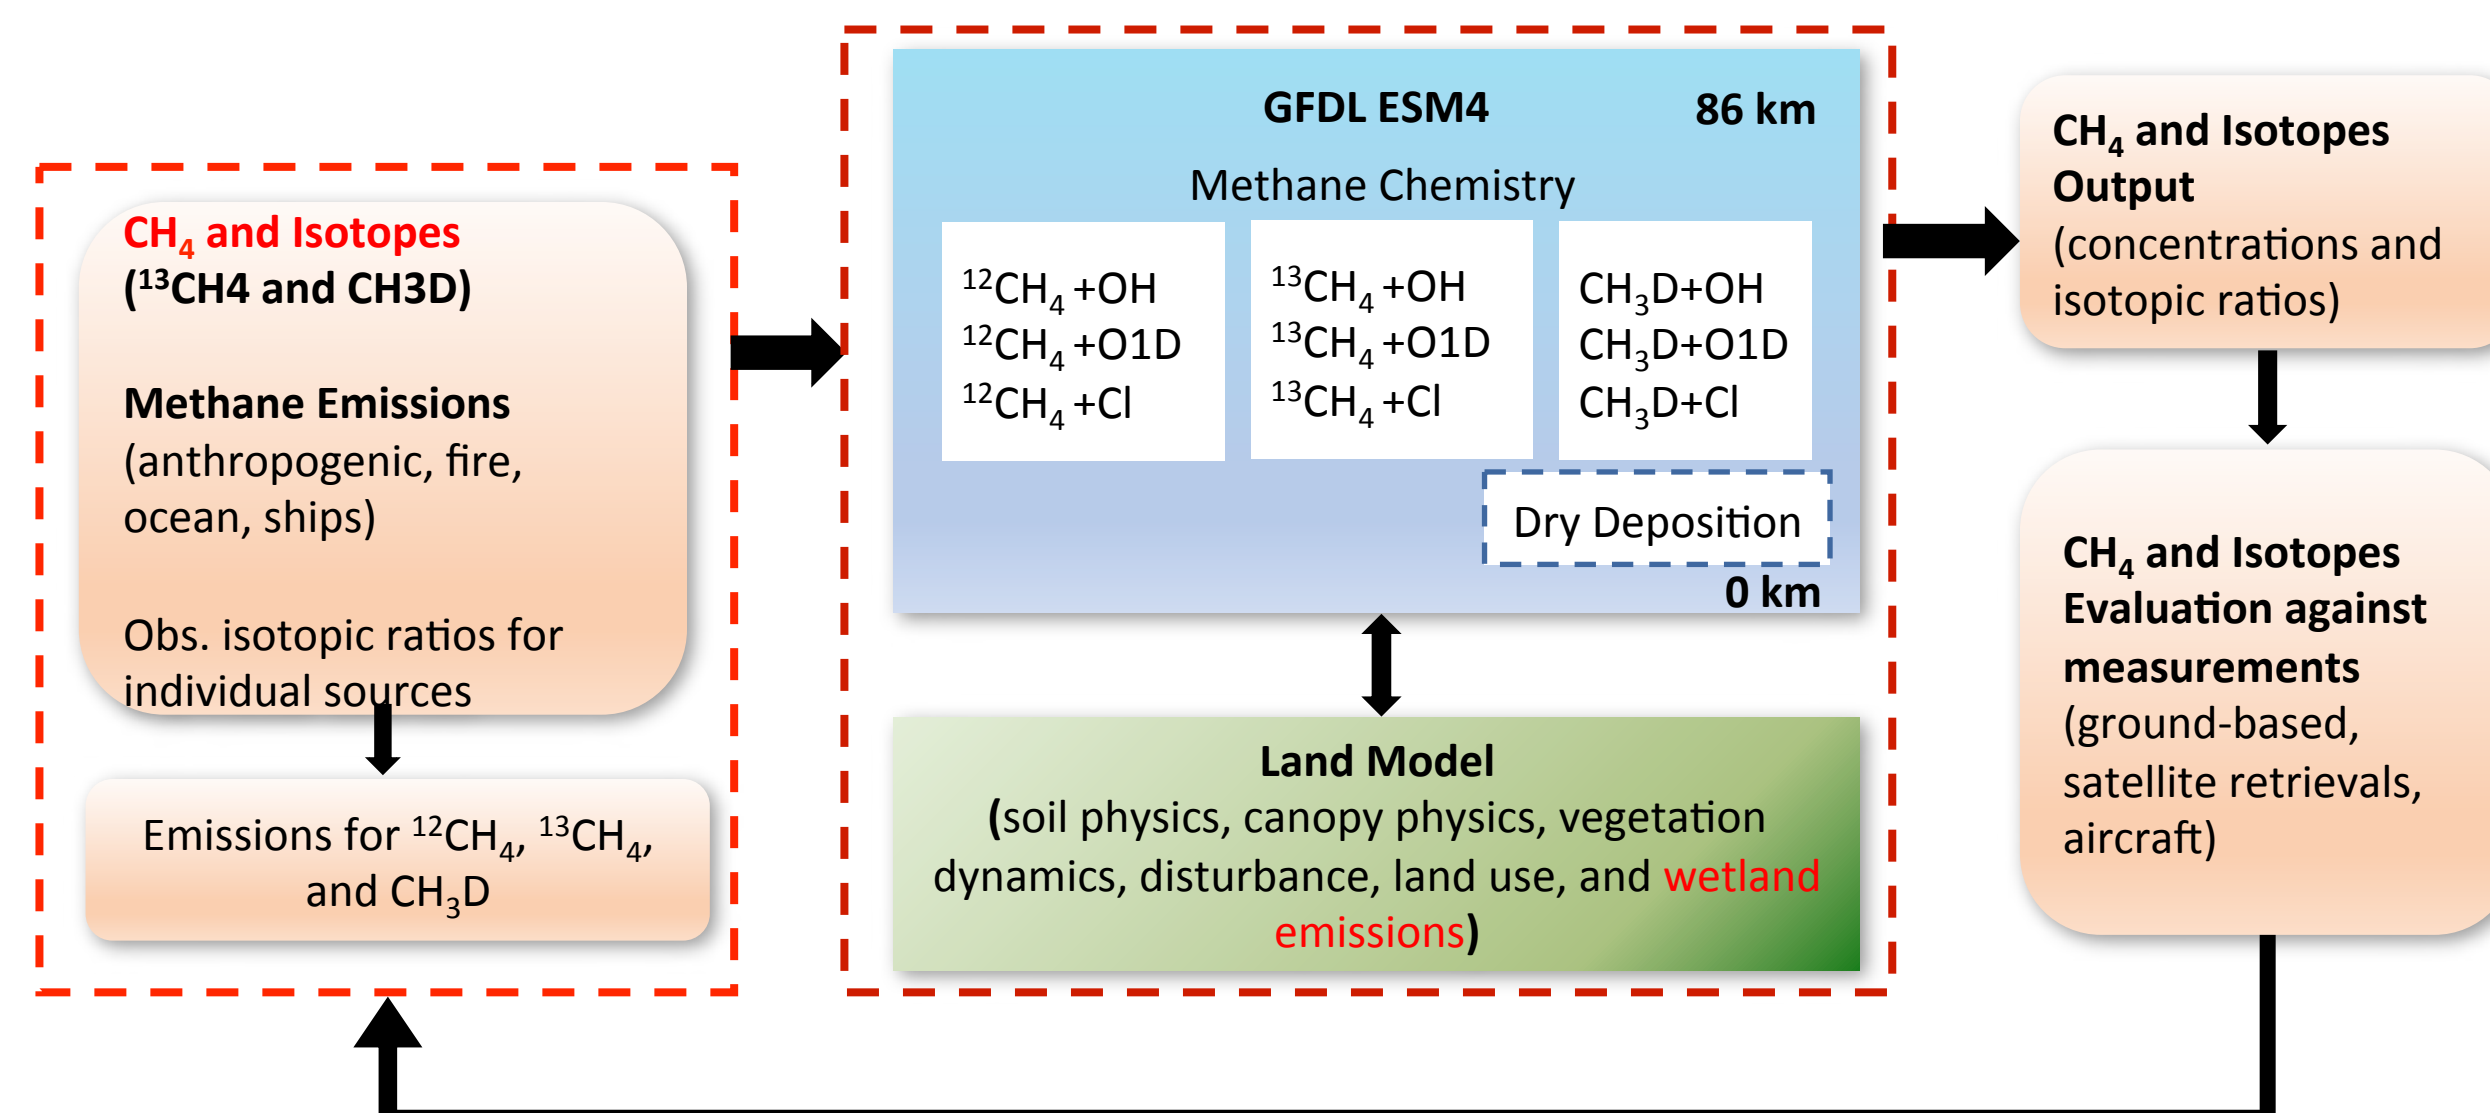 CH₄ and Isotopes
(¹³CH4 and CH3D)
Methane Emissions
(anthropogenic, fire,
ocean, ships)
Obs. isotopic ratios for
individual sources
Emissions for ¹²CH₄, ¹³CH₄,
and CH₃D
GFDL ESM4
86 km
Methane Chemistry
¹²CH₄ +OH
¹²CH₄ +O1D
¹²CH₄ +Cl
¹³CH₄ +OH
¹³CH₄ +O1D
¹³CH₄ +Cl
CH₃D+OH
CH₃D+O1D
CH₃D+Cl
Dry Deposition
0 km
Land Model
(soil physics, canopy physics, vegetation
dynamics, disturbance, land use, and wetland
emissions)
CH₄ and Isotopes
Output
(concentrations and
isotopic ratios)
CH₄ and Isotopes
Evaluation against
measurements
(ground-based,
satellite retrievals,
aircraft)